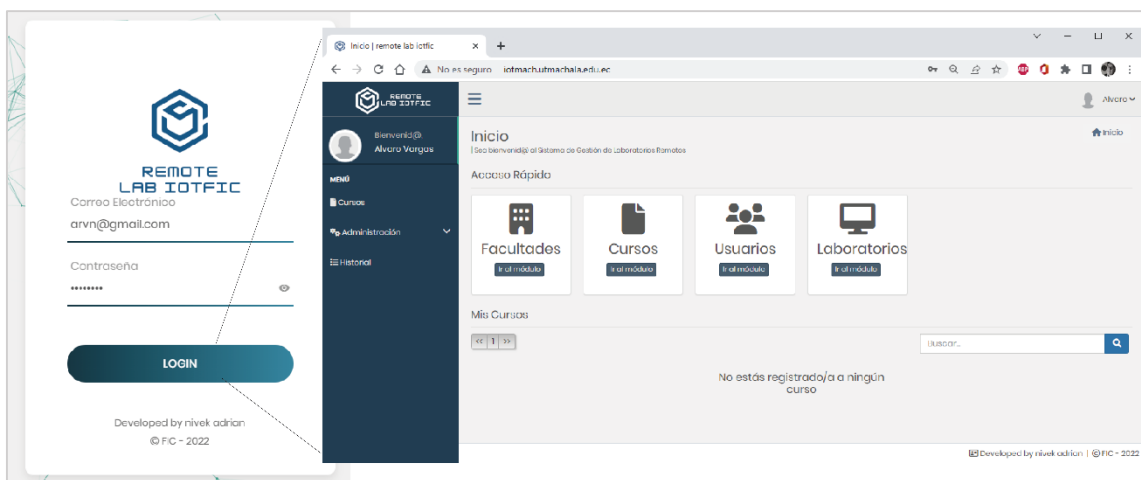 REMOTE
LAB IOTFIC
Correo Electrónico
arvn@gmail.com
Contraseña
••••••••
LOGIN
Developed by nivek adrian
© FIC - 2022
Inicio | remote lab iotfic
No es seguro iotmach.utmachala.edu.ec
REMOTE
LAB IOTFIC
Alvaro
Bienvenid@,
Alvaro Vargas
Inicio
| Sea bienvenid@ al Sistema de Gestión de Laboratorios Remotos
Inicio
MENÚ
Cursos
Administración
Historial
Acceso Rápido
Facultades
Ir al módulo
Cursos
Ir al módulo
Usuarios
Ir al módulo
Laboratorios
Ir al módulo
Mis Cursos
<< 1 >>
Buscar..
No estás registrado/a a ningún
curso
Developed by nivek adrian | © FIC - 2022